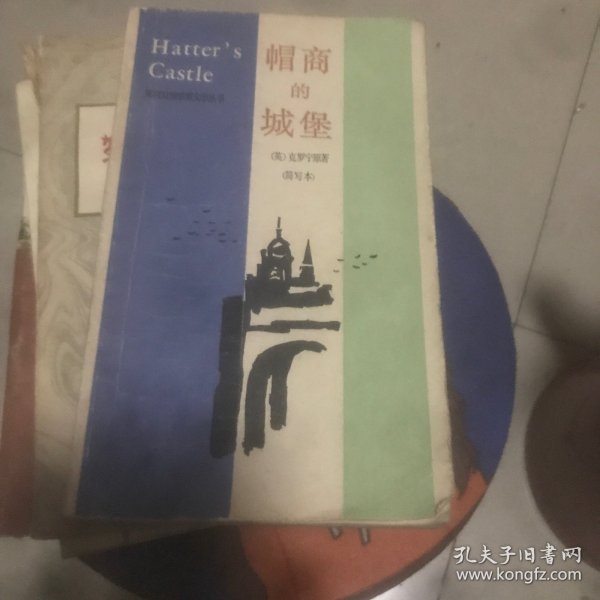 Hatter's
Castle
帽商
的
城堡
(英) 克罗宁原著
(简写本)
孔夫子旧书网
www.kongfz.com